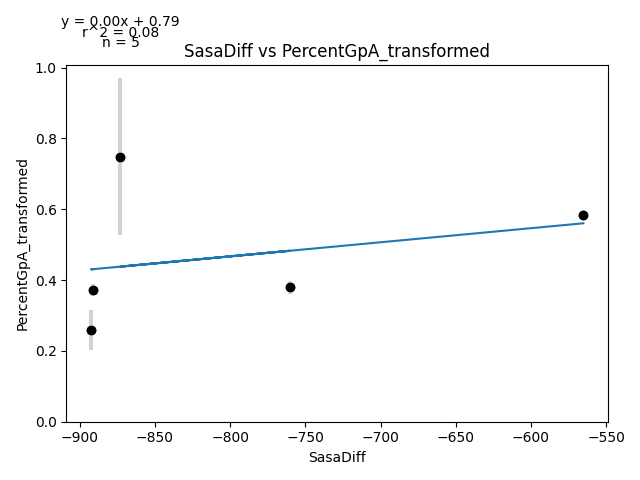 y = 0.00x + 0.79
r^2 = 0.08
n = 5
SasaDiff vs PercentGpA_transformed
1.0
0.8
0.6
0.4
0.2
0.0
PercentGpA_transformed
−900
−850
−800
−750
−700
−650
−600
−550
SasaDiff